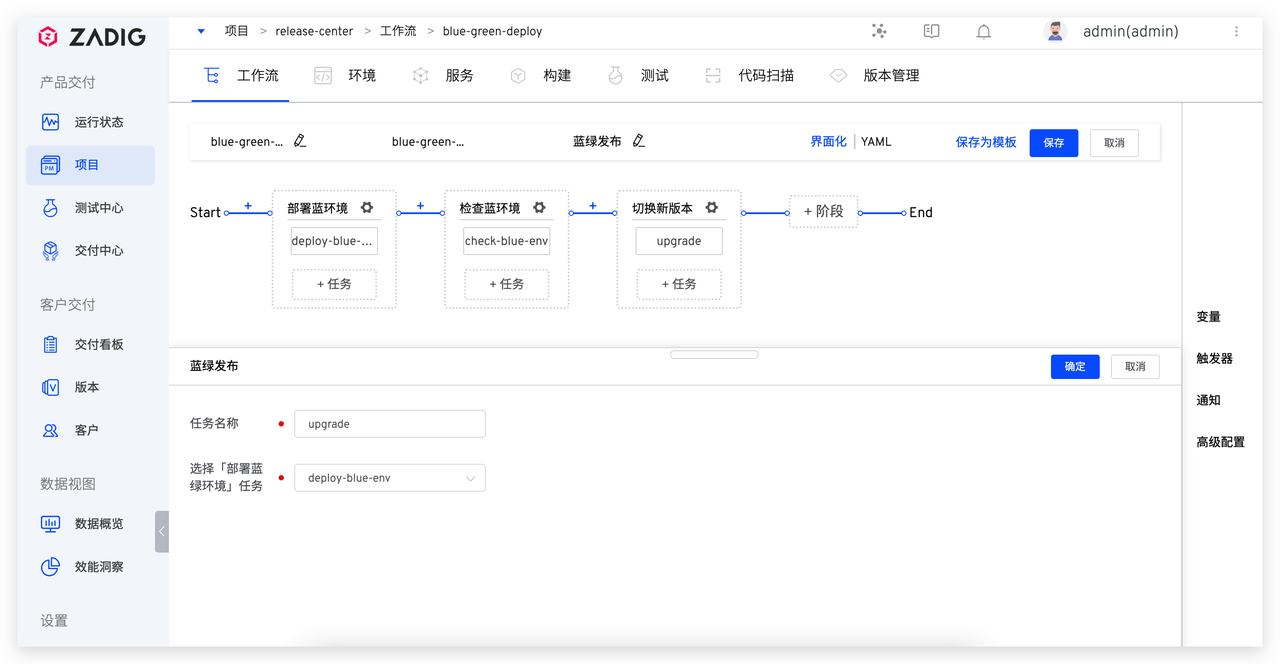 ZADIG
项目 > release-center > 工作流 > blue-green-deploy
admin(admin)
产品交付
运行状态
项目
PM
测试中心
交付中心
客户交付
交付看板
版本
客户
数据视图
数据概览
效能洞察
设置
工作流
环境
服务
构建
测试
代码扫描
版本管理
blue-green-...
blue-green-...
蓝绿发布
界面化 | YAML
保存为模板
保存
取消
Start
+
部署蓝环境
deploy-blue-...
+ 任务
+
检查蓝环境
check-blue-env
+ 任务
+
切换新版本
upgrade
+ 任务
+ 阶段
End
变量
触发器
通知
高级配置
蓝绿发布
确定
取消
任务名称
upgrade
选择「部署蓝
绿环境」任务
deploy-blue-env